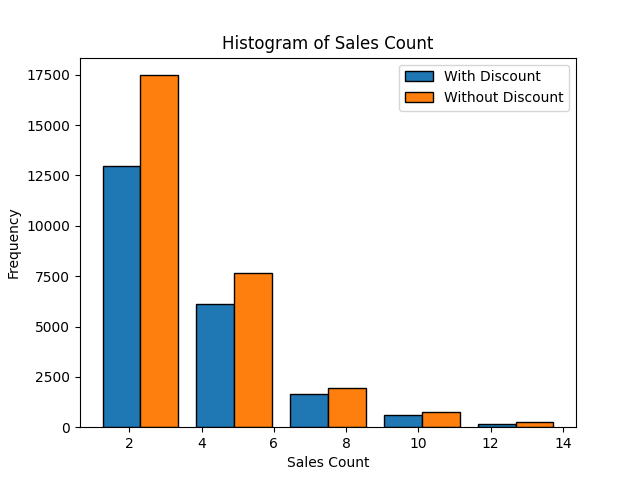 Histogram of Sales Count
With Discount
Without Discount
17500
15000
12500
10000
7500
5000
2500
0
Frequency
2 4 6 8 10 12 14
Sales Count